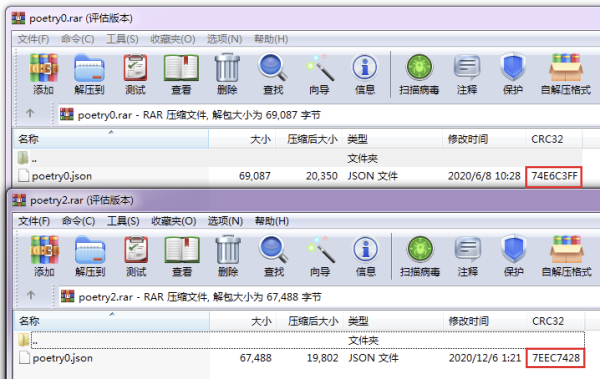 poetry0.rar (评估版本)
文件(F) 命令(C) 工具(S) 收藏夹(O) 选项(N) 帮助(H)
添加 解压到 测试 查看 删除 查找 向导 信息 扫描病毒 注释 保护 自解压格式
poetry0.rar - RAR 压缩文件, 解包大小为 69,087 字节
名称 大小 压缩后大小 类型 修改时间 CRC32
.. 文件夹
poetry0.json 69,087 20,350 JSON 文件 2020/6/8 10:28 74E6C3FF
poetry2.rar (评估版本)
文件(F) 命令(C) 工具(S) 收藏夹(O) 选项(N) 帮助(H)
添加 解压到 测试 查看 删除 查找 向导 信息 扫描病毒 注释 保护 自解压格式
poetry2.rar - RAR 压缩文件, 解包大小为 67,488 字节
名称 大小 压缩后大小 类型 修改时间 CRC32
.. 文件夹
poetry0.json 67,488 19,802 JSON 文件 2020/12/6 1:21 7EEC7428